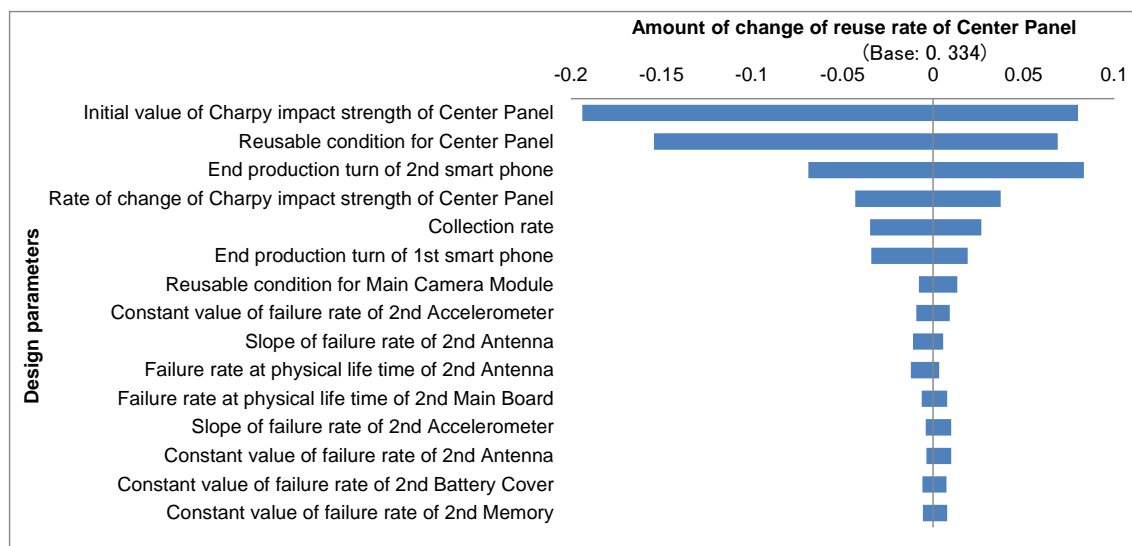 Amount of change of reuse rate of Center Panel
(Base: 0. 334)
-0.2 -0.15 -0.1 -0.05 0 0.05 0.1
Design parameters
Initial value of Charpy impact strength of Center Panel
Reusable condition for Center Panel
End production turn of 2nd smart phone
Rate of change of Charpy impact strength of Center Panel
Collection rate
End production turn of 1st smart phone
Reusable condition for Main Camera Module
Constant value of failure rate of 2nd Accelerometer
Slope of failure rate of 2nd Antenna
Failure rate at physical life time of 2nd Antenna
Failure rate at physical life time of 2nd Main Board
Slope of failure rate of 2nd Accelerometer
Constant value of failure rate of 2nd Antenna
Constant value of failure rate of 2nd Battery Cover
Constant value of failure rate of 2nd Memory